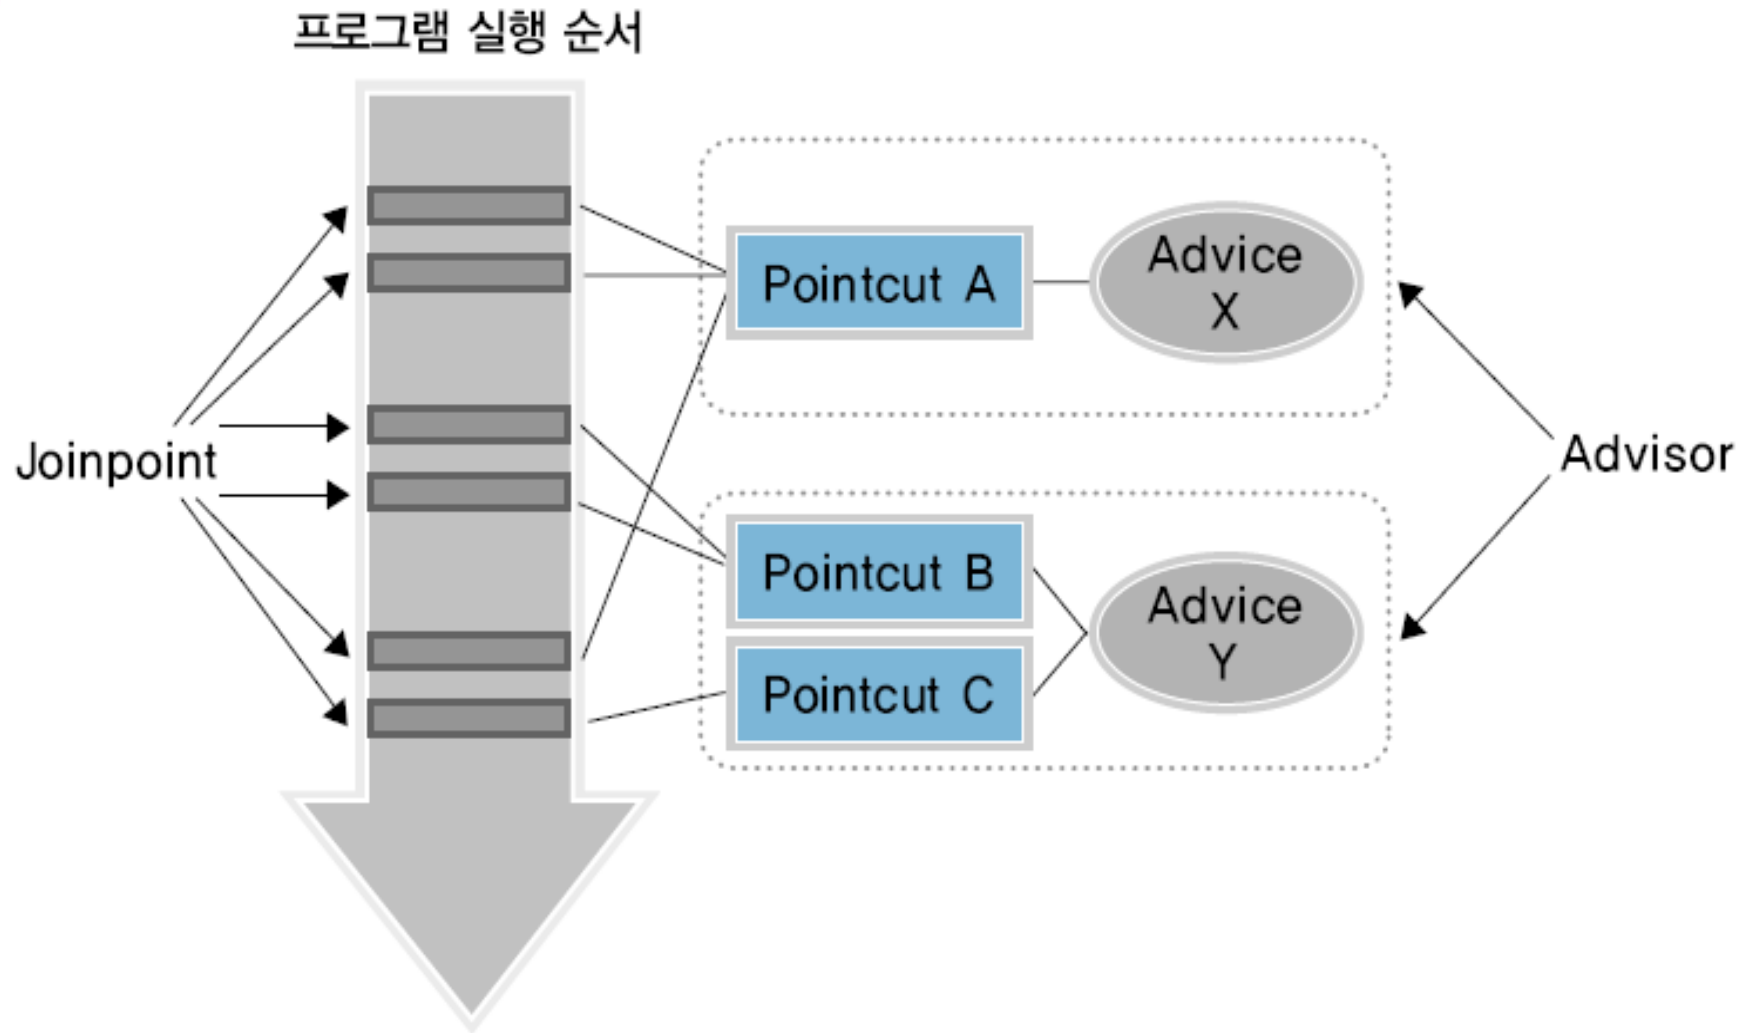 프로그램 실행 순서
Joinpoint
Pointcut A
Advice
X
Advisor
Pointcut B
Pointcut C
Advice
Y